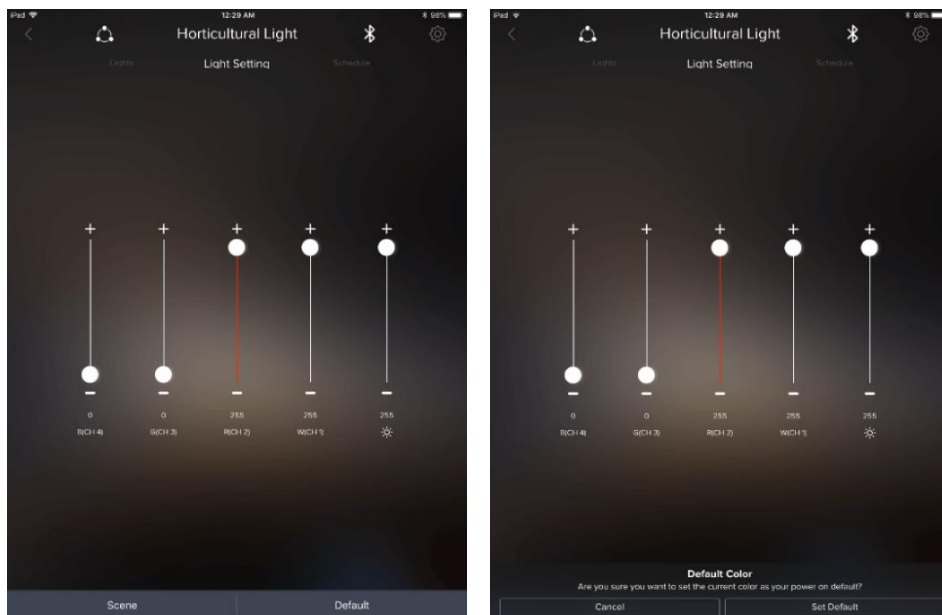 iPad 12:29 AM 98%
Horticultural Light
Lights Light Setting Schedule
+ + + + +
− − − − −
0 0 255 255 255
B(CH 4) G(CH 3) R(CH 2) W(CH 1)
Scene Default
iPad 12:29 AM 98%
Horticultural Light
Lights Light Setting Schedule
+ + + + +
− − − − −
0 0 255 255 255
B(CH 4) G(CH 3) R(CH 2) W(CH 1)
Default Color
Are you sure you want to set the current color as your power on default?
Cancel Set Default